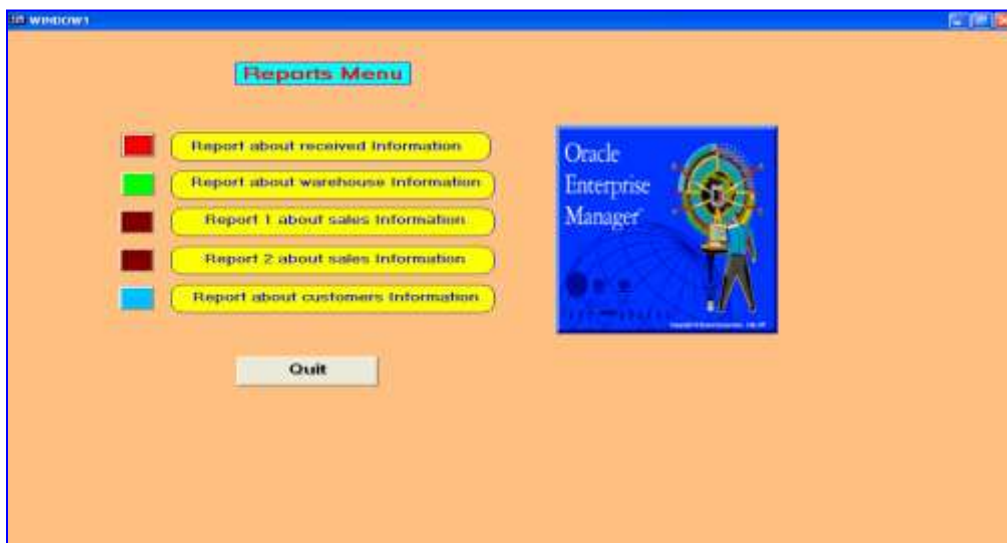 WINDOW1
Reports Menu
Report about received Information
Report about warehouse Information
Report 1 about sales Information
Report 2 about sales Information
Report about customers Information
Quit
Oracle
Enterprise
Manager